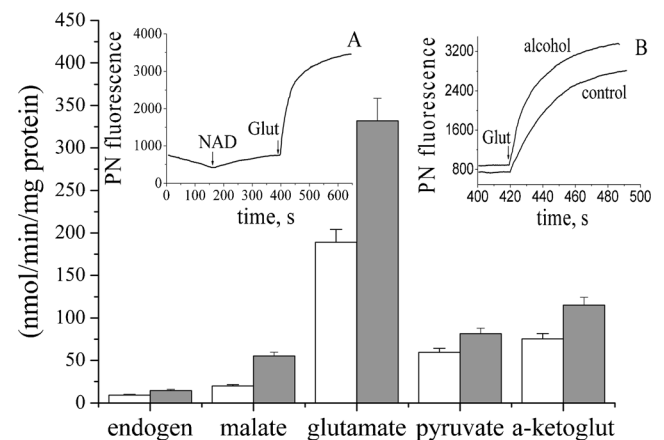 (nmol/min/mg protein)
450
400
350
300
250
200
150
100
50
0
endogen malate glutamate pyruvate a-ketoglut
A
PN fluorescence
4000
3000
2000
1000
0
NAD
Glut
0 100 200 300 400 500 600
time, s
B
PN fluorescence
3200
2400
1600
800
alcohol
control
Glut
400 420 440 460 480 500
time, s